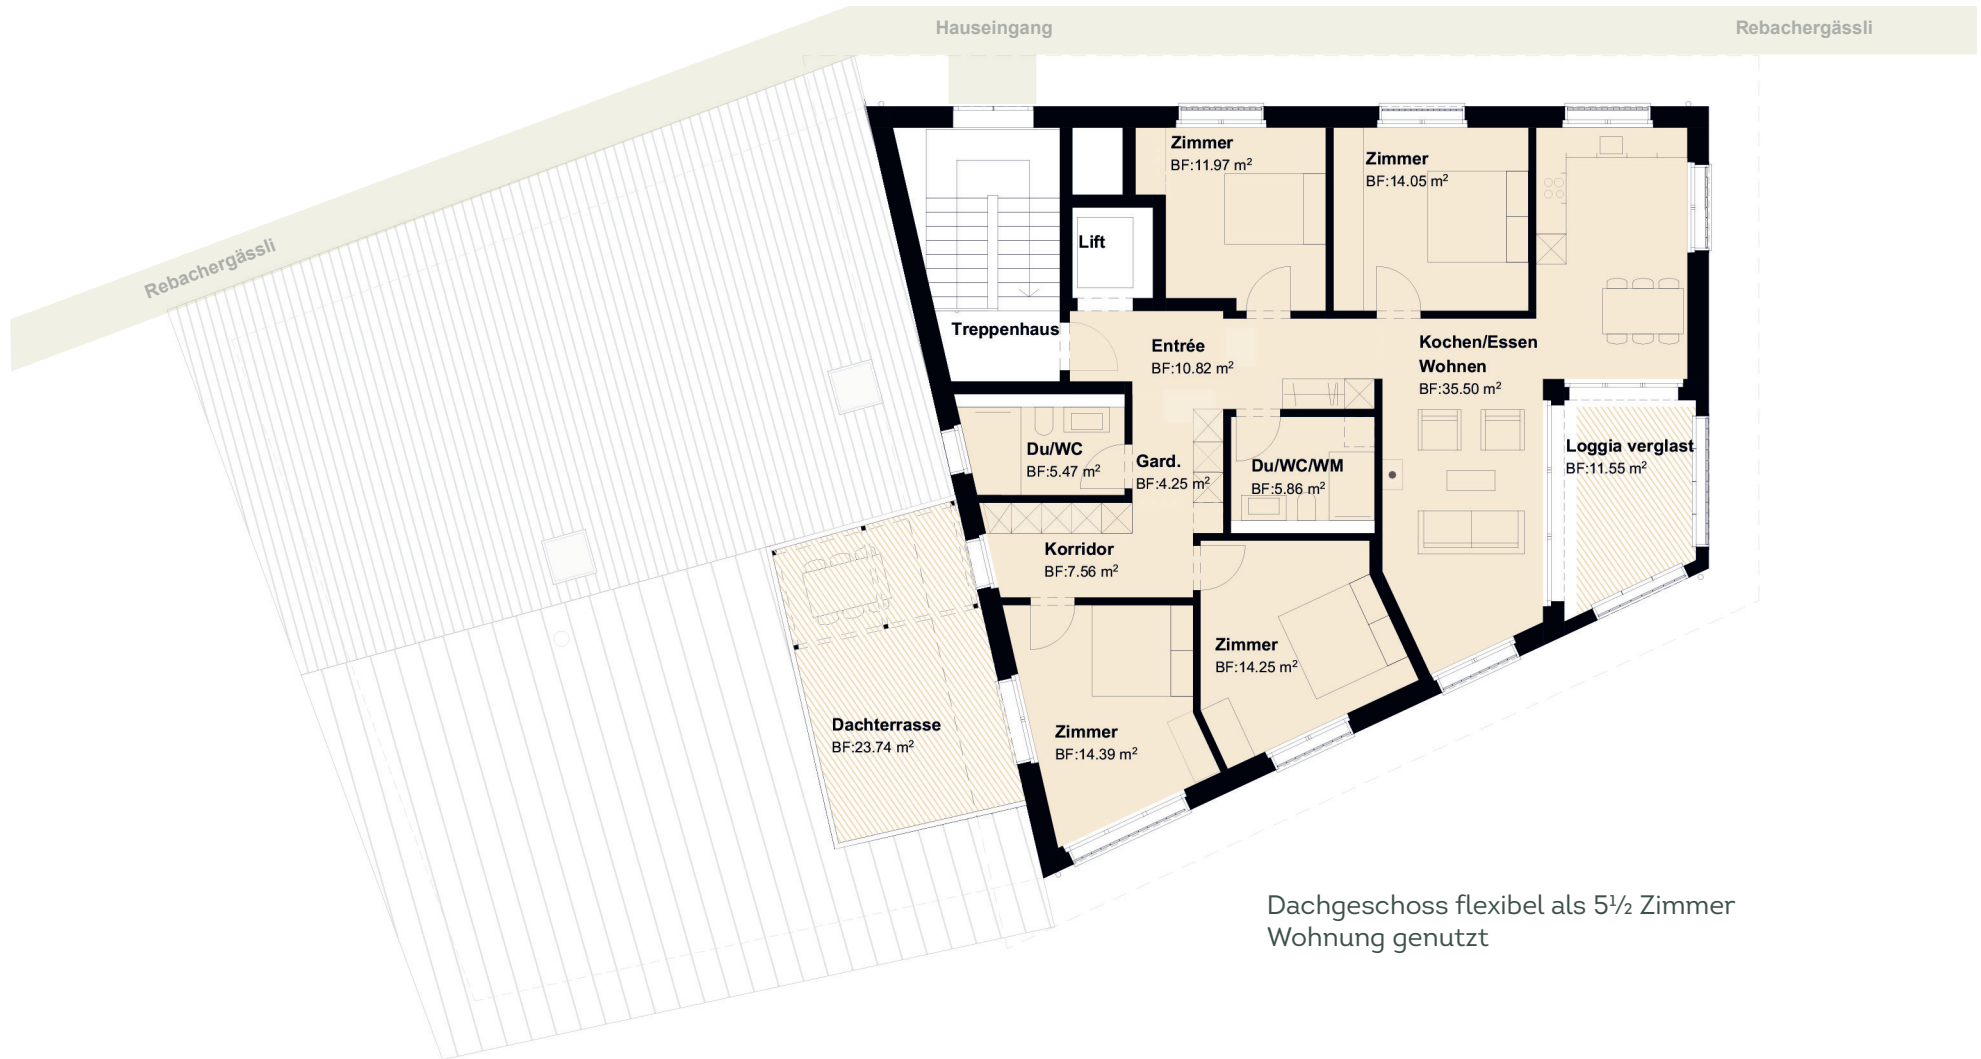 Hauseingang
Rebachergässli
Rebachergässli
Zimmer
BF:11.97 m²
Zimmer
BF:14.05 m²
Lift
Treppenhaus
Entrée
BF:10.82 m²
Kochen/Essen
Wohnen
BF:35.50 m²
Du/WC
BF:5.47 m²
Gard.
BF:4.25 m²
Du/WC/WM
BF:5.86 m²
Loggia verglast
BF:11.55 m²
Korridor
BF:7.56 m²
Zimmer
BF:14.25 m²
Dachterrasse
BF:23.74 m²
Zimmer
BF:14.39 m²
Dachgeschoss flexibel als 5½ Zimmer
Wohnung genutzt